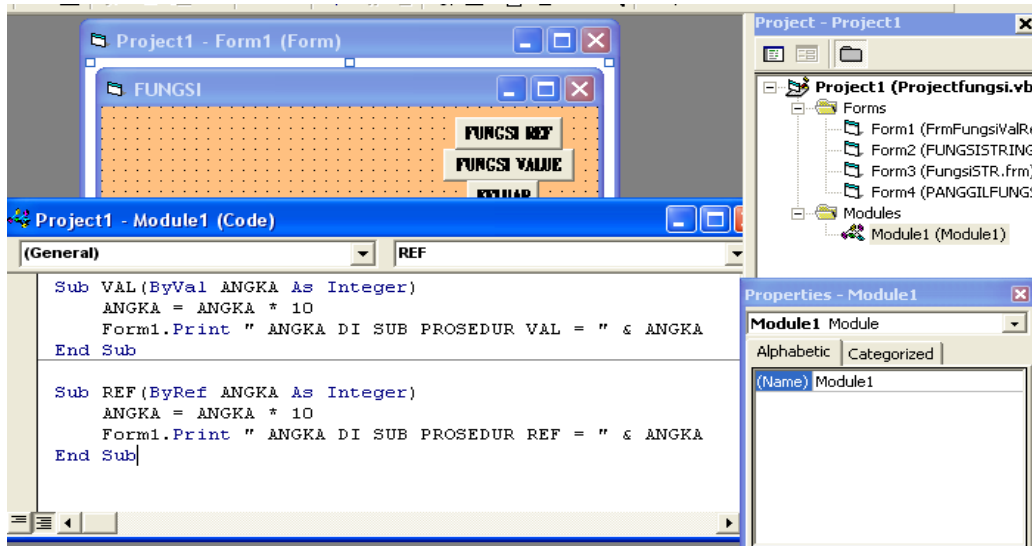 Project1 - Form1 (Form)
FUNGSI
FUNGSI REF
FUNGSI VALUE
KELUAR
Project1 - Module1 (Code)
(General)
REF
Sub VAL(ByVal ANGKA As Integer)
ANGKA = ANGKA * 10
Form1.Print " ANGKA DI SUB PROSEDUR VAL = " & ANGKA
End Sub
Sub REF(ByRef ANGKA As Integer)
ANGKA = ANGKA * 10
Form1.Print " ANGKA DI SUB PROSEDUR REF = " & ANGKA
End Sub
Project - Project1
Project1 (Projectfungsi.vb
Forms
Form1 (FrmFungsiValRe
Form2 (FUNGSISTRING
Form3 (FungsiSTR.frm)
Form4 (PANGGILFUNGS
Modules
Module1 (Module1)
Properties - Module1
Module1 Module
Alphabetic
Categorized
(Name) Module1